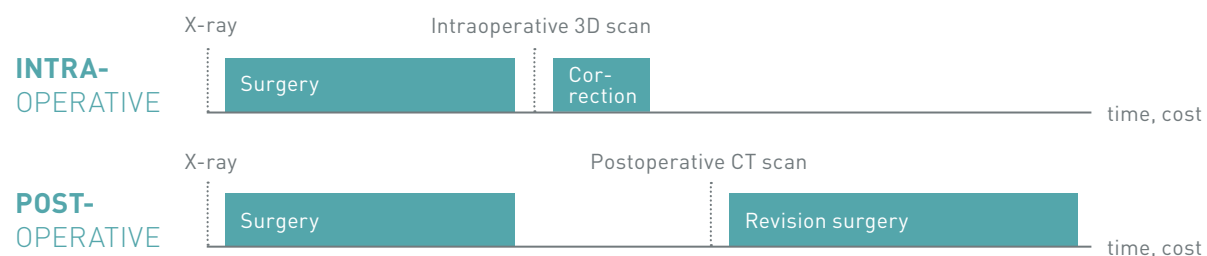 X-ray
Intraoperative 3D scan
INTRA-
OPERATIVE
Surgery
Cor-
rection
time, cost
X-ray
Postoperative CT scan
POST-
OPERATIVE
Surgery
Revision surgery
time, cost